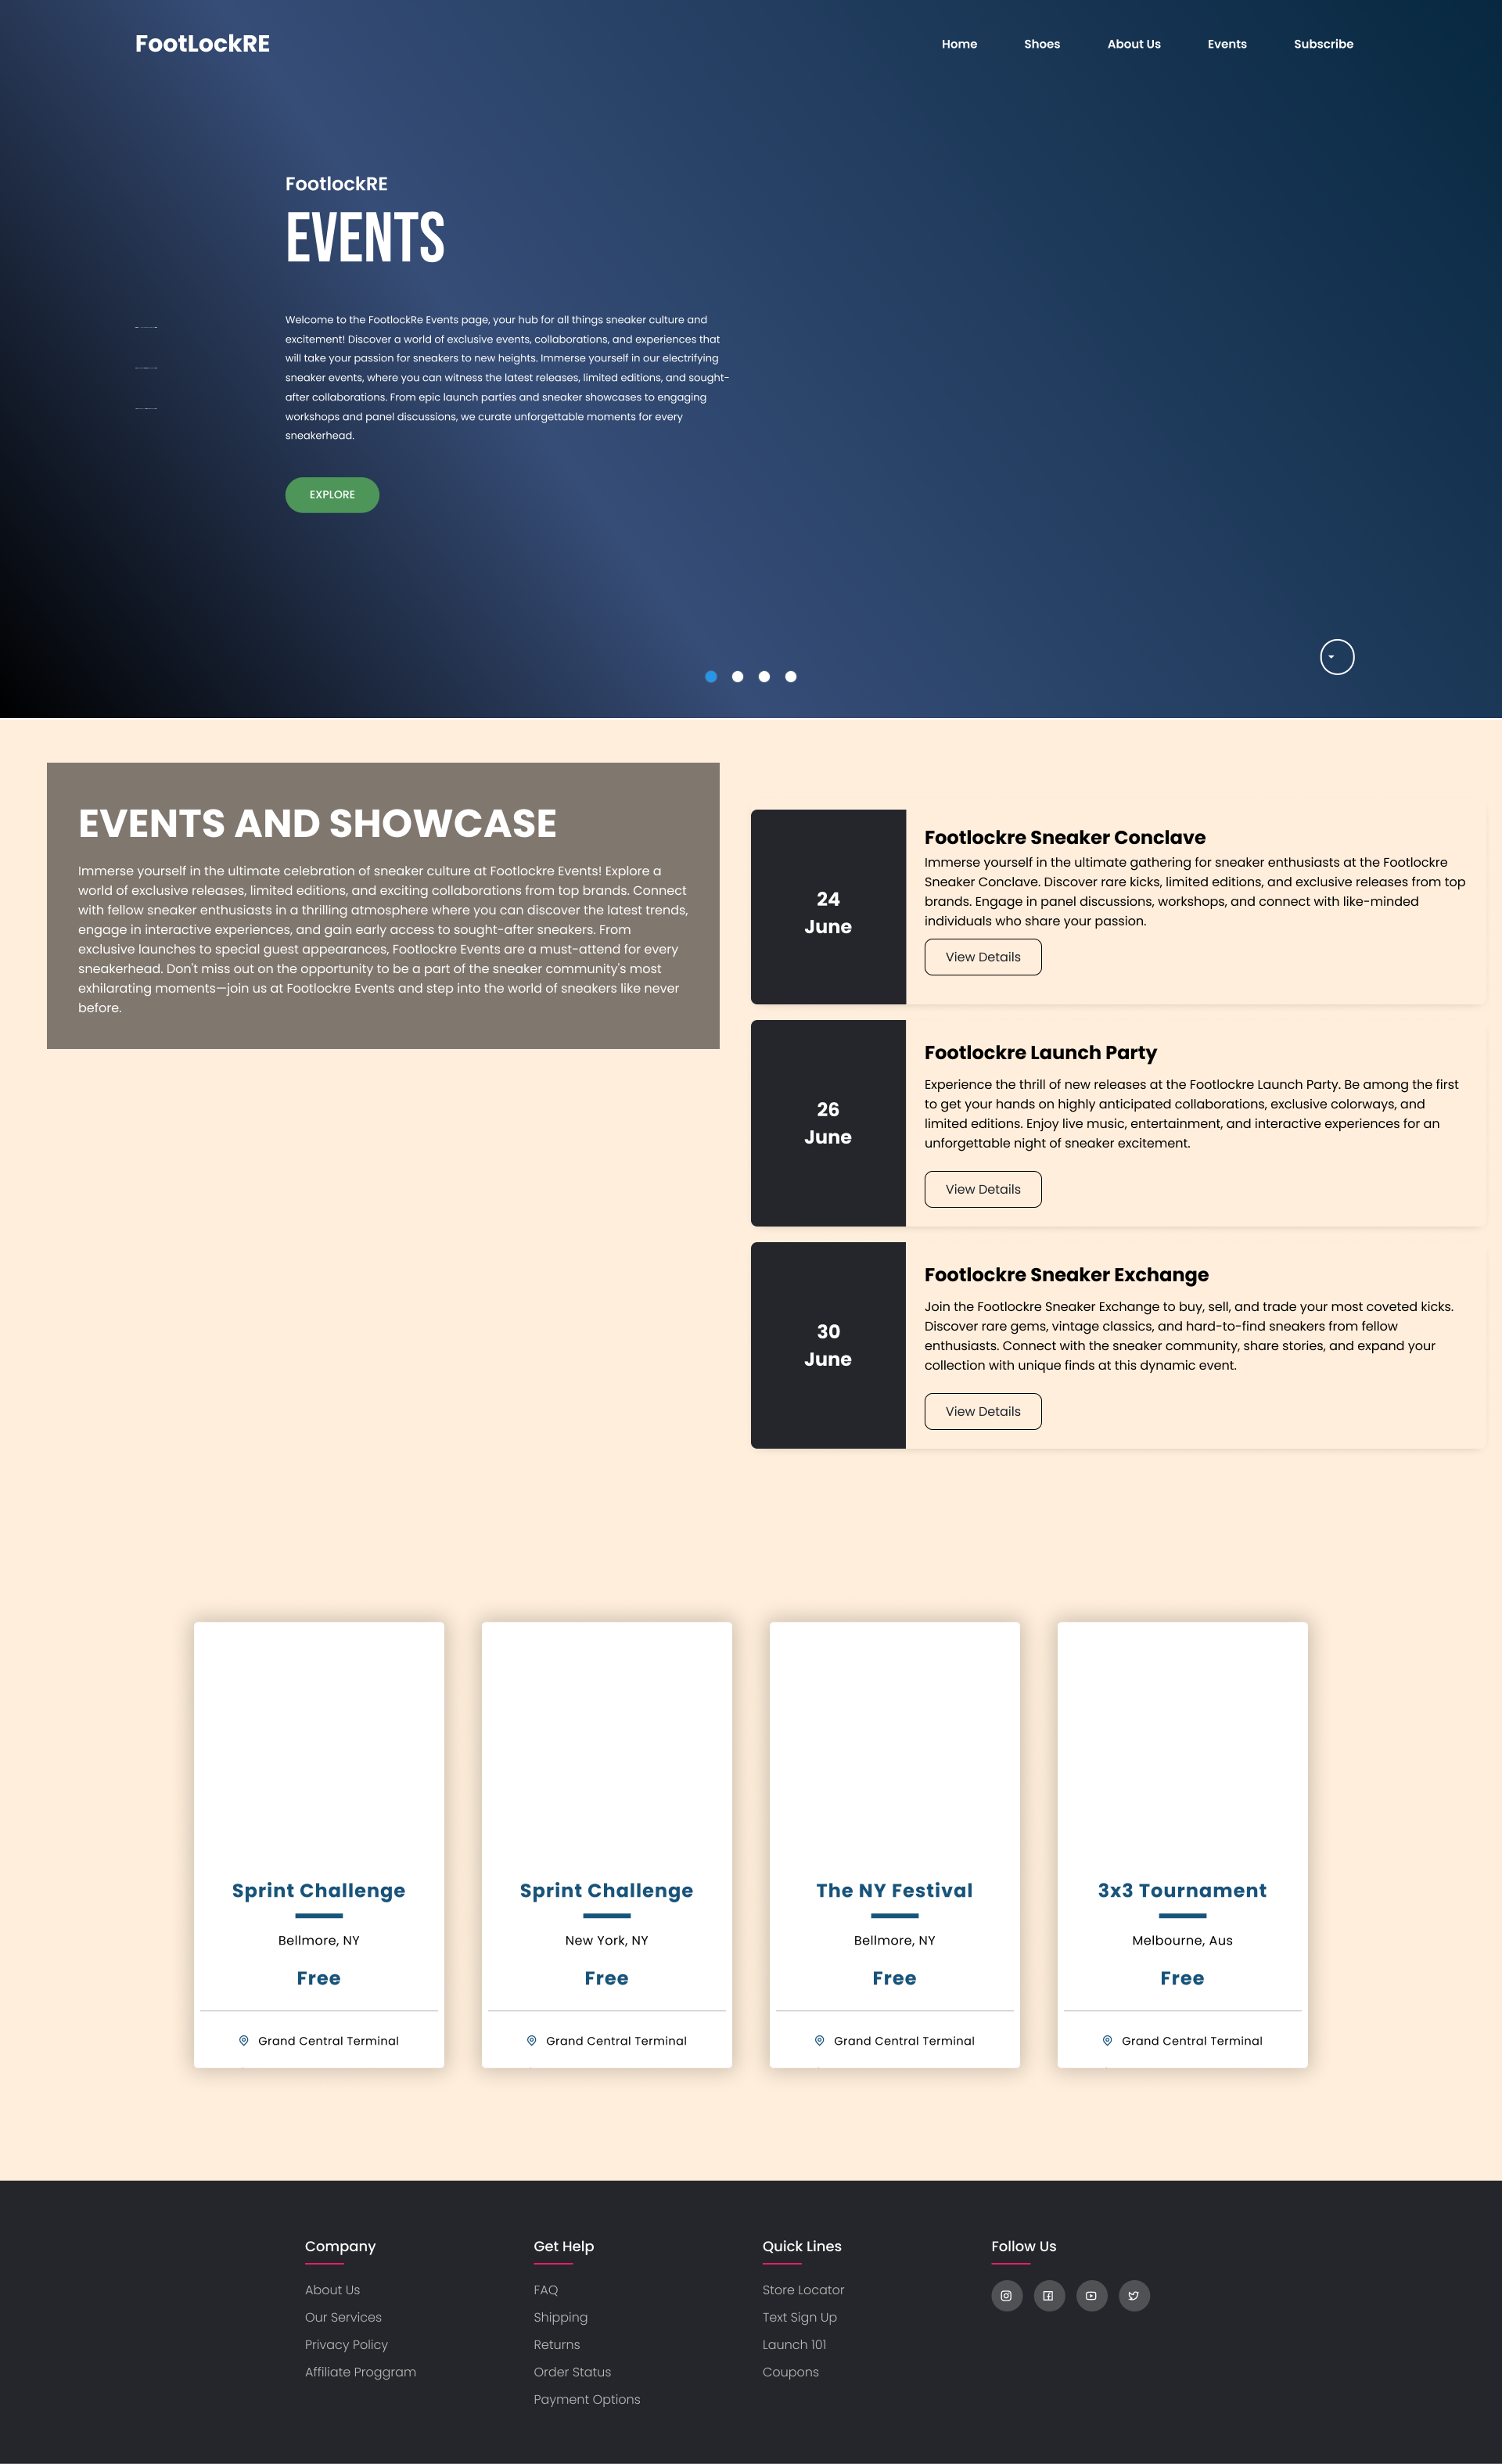 FootLockRE
Home Shoes About Us Events Subscribe
FootlockRE
EVENTS
Welcome to the FootlockRe Events page, your hub for all things sneaker culture and
excitement! Discover a world of exclusive events, collaborations, and experiences that
will take your passion for sneakers to new heights. Immerse yourself in our electrifying
sneaker events, where you can witness the latest releases, limited editions, and sought-
after collaborations. From epic launch parties and sneaker showcases to engaging
workshops and panel discussions, we curate unforgettable moments for every
sneakerhead.
EXPLORE
EVENTS AND SHOWCASE
Immerse yourself in the ultimate celebration of sneaker culture at Footlockre Events! Explore a
world of exclusive releases, limited editions, and exciting collaborations from top brands. Connect
with fellow sneaker enthusiasts in a thrilling atmosphere where you can discover the latest trends,
engage in interactive experiences, and gain early access to sought-after sneakers. From
exclusive launches to special guest appearances, Footlockre Events are a must-attend for every
sneakerhead. Don't miss out on the opportunity to be a part of the sneaker community's most
exhilarating moments—join us at Footlockre Events and step into the world of sneakers like never
before.
24
June
Footlockre Sneaker Conclave
Immerse yourself in the ultimate gathering for sneaker enthusiasts at the Footlockre
Sneaker Conclave. Discover rare kicks, limited editions, and exclusive releases from top
brands. Engage in panel discussions, workshops, and connect with like-minded
individuals who share your passion.
View Details
26
June
Footlockre Launch Party
Experience the thrill of new releases at the Footlockre Launch Party. Be among the first
to get your hands on highly anticipated collaborations, exclusive colorways, and
limited editions. Enjoy live music, entertainment, and interactive experiences for an
unforgettable night of sneaker excitement.
View Details
30
June
Footlockre Sneaker Exchange
Join the Footlockre Sneaker Exchange to buy, sell, and trade your most coveted kicks.
Discover rare gems, vintage classics, and hard-to-find sneakers from fellow
enthusiasts. Connect with the sneaker community, share stories, and expand your
collection with unique finds at this dynamic event.
View Details
Sprint Challenge
Bellmore, NY
Free
Grand Central Terminal
Sprint Challenge
New York, NY
Free
Grand Central Terminal
The NY Festival
Bellmore, NY
Free
Grand Central Terminal
3x3 Tournament
Melbourne, Aus
Free
Grand Central Terminal
Company
About Us
Our Services
Privacy Policy
Affiliate Proggram
Get Help
FAQ
Shipping
Returns
Order Status
Payment Options
Quick Lines
Store Locator
Text Sign Up
Launch 101
Coupons
Follow Us